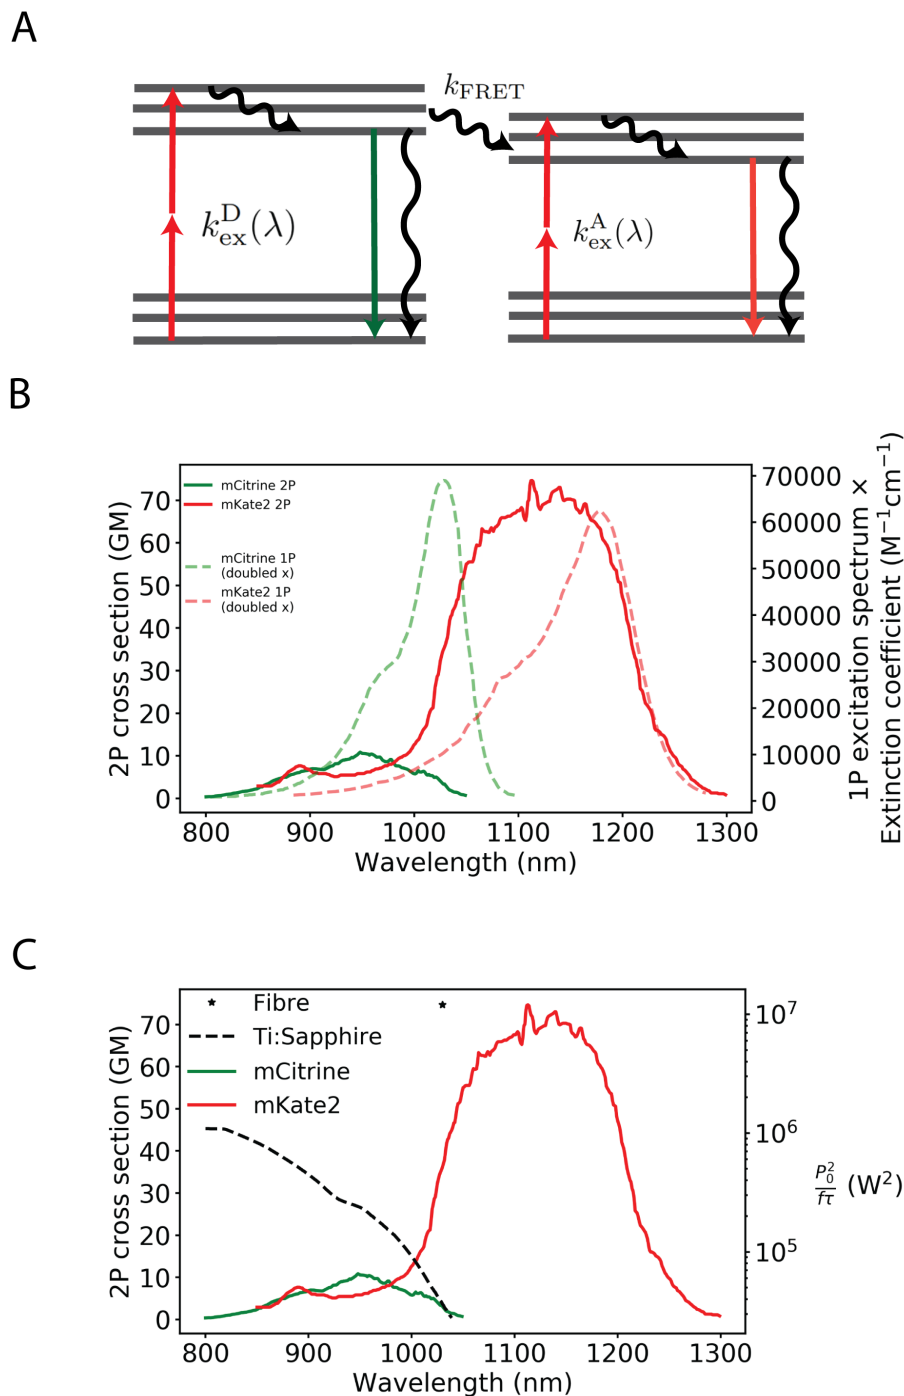 A
k_FRET
k_ex^D(λ)
k_ex^A(λ)
B
mCitrine 2P
mKate2 2P
mCitrine 1P
(doubled x)
mKate2 1P
(doubled x)
2P cross section (GM)
70
60
50
40
30
20
10
0
70000
60000
50000
40000
30000
20000
10000
0
1P excitation spectrum ×
Extinction coefficient (M⁻¹cm⁻¹)
800 900 1000 1100 1200 1300
Wavelength (nm)
C
Fibre
Ti:Sapphire
mCitrine
mKate2
2P cross section (GM)
70
60
50
40
30
20
10
0
10⁷
10⁶
10⁵
P₀²/fτ (W²)
800 900 1000 1100 1200 1300
Wavelength (nm)